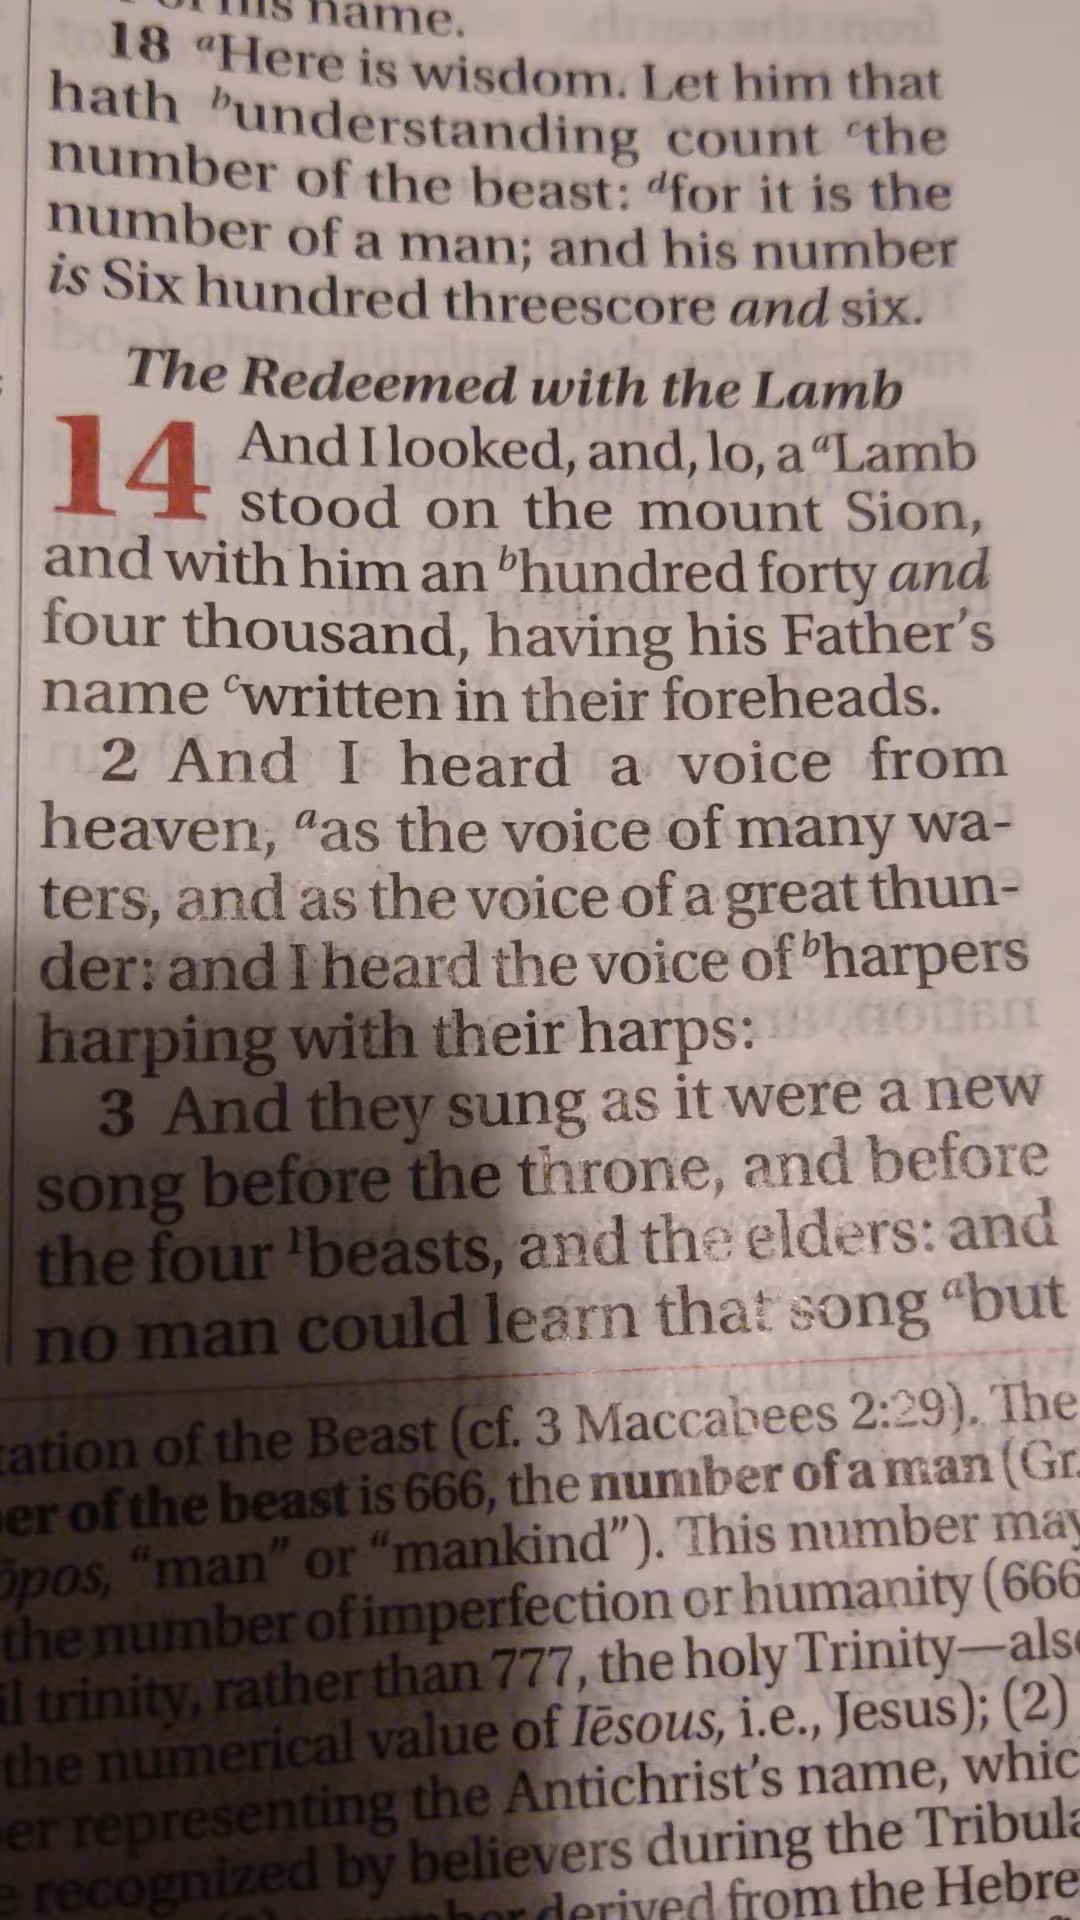 of his name.
18 aHere is wisdom. Let him that
hath bunderstanding count cthe
number of the beast: dfor it is the
number of a man; and his number
is Six hundred threescore and six.
The Redeemed with the Lamb
14 And I looked, and, lo, a aLamb
stood on the mount Sion,
and with him an bhundred forty and
four thousand, having his Father's
name cwritten in their foreheads.
2 And I heard a voice from
heaven, aas the voice of many wa-
ters, and as the voice of a great thun-
der: and I heard the voice of bharpers
harping with their harps:
3 And they sung as it were a new
song before the throne, and before
the four 1beasts, and the elders: and
no man could learn that song abut
tation of the Beast (cf. 3 Maccabees 2:29). The
er of the beast is 666, the number of a man (Gr.
ōpos, “man” or “mankind”). This number may
the number of imperfection or humanity (666
il trinity, rather than 777, the holy Trinity—also
the numerical value of Iēsous, i.e., Jesus); (2)
er representing the Antichrist's name, whic
e recognized by believers during the Tribula
mber derived from the Hebre